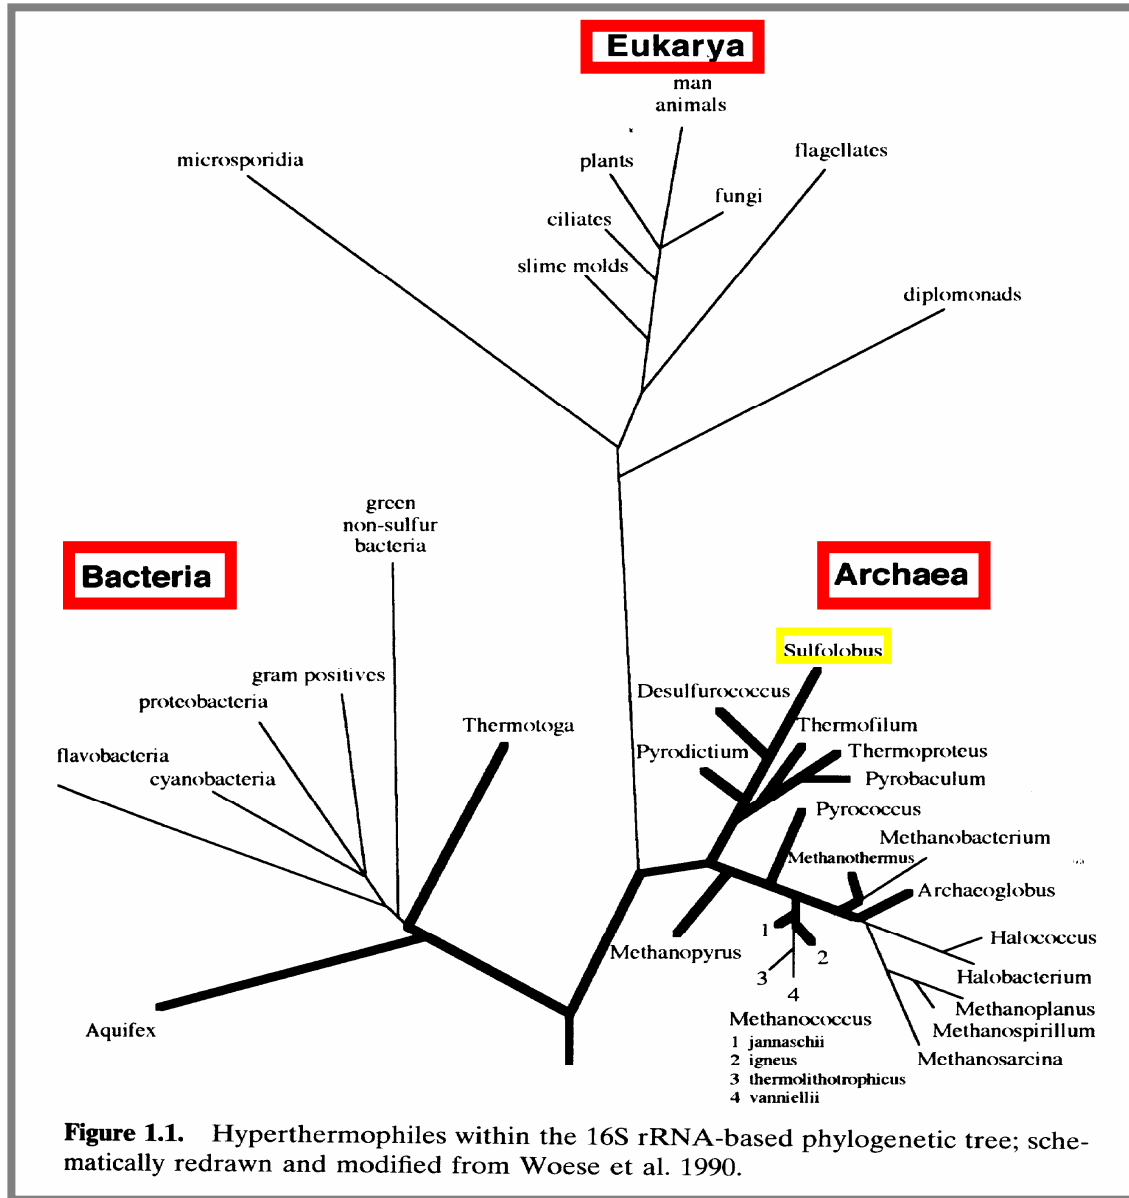 Eukarya
man
animals
microsporidia
plants
flagellates
fungi
ciliates
slime molds
diplomonads
green
non-sulfur
bacteria
Bacteria
Archaea
Sulfolobus
gram positives
Desulfurococcus
proteobacteria
Thermotoga
Thermofilum
flavobacteria
Pyrodictium
Thermoproteus
cyanobacteria
Pyrobaculum
Pyrococcus
Methanobacterium
Methanothermus
Archaeoglobus
1
Halococcus
Methanopyrus
2
3
Halobacterium
4
Methanoplanus
Methanococcus
Methanospirillum
Aquifex
1 jannaschii
2 igneus
Methanosarcina
3 thermolithotrophicus
4 vanniellii
Figure 1.1. Hyperthermophiles within the 16S rRNA-based phylogenetic tree; sche-
matically redrawn and modified from Woese et al. 1990.